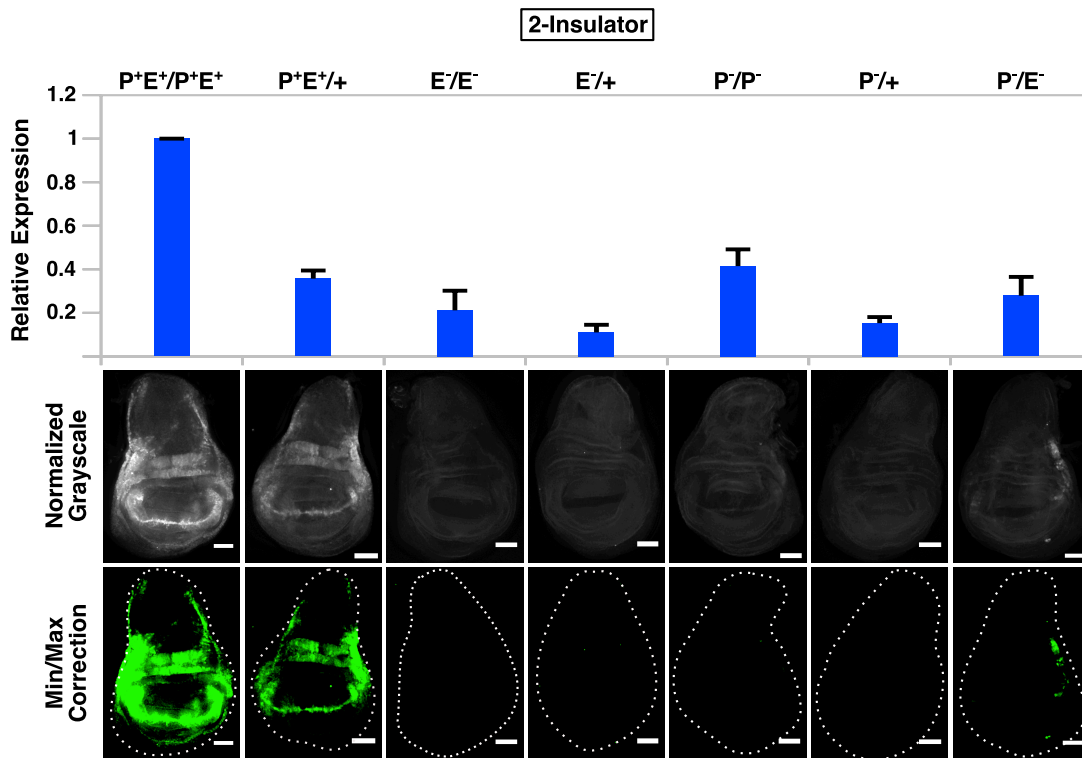 2-Insulator
P⁺E⁺/P⁺E⁺ P⁺E⁺/+ E⁻/E⁻ E⁻/+ P⁻/P⁻ P⁻/+ P⁻/E⁻
Relative Expression
1.2
1
0.8
0.6
0.4
0.2
Normalized
Grayscale
Min/Max
Correction